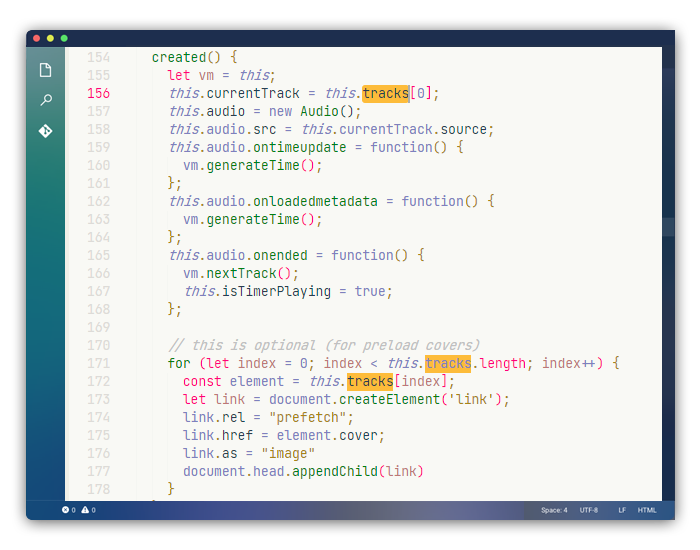 154 created() {
155 let vm = this;
156 this.currentTrack = this.tracks[0];
157 this.audio = new Audio();
158 this.audio.src = this.currentTrack.source;
159 this.audio.ontimeupdate = function() {
160 vm.generateTime();
161 };
162 this.audio.onloadedmetadata = function() {
163 vm.generateTime();
164 };
165 this.audio.onended = function() {
166 vm.nextTrack();
167 this.isTimerPlaying = true;
168 };
169
170 // this is optional (for preload covers)
171 for (let index = 0; index < this.tracks.length; index++) {
172 const element = this.tracks[index];
173 let link = document.createElement('link');
174 link.rel = "prefetch";
175 link.href = element.cover;
176 link.as = "image"
177 document.head.appendChild(link)
178 }
0 0 Space: 4 UTF-8 LF HTML